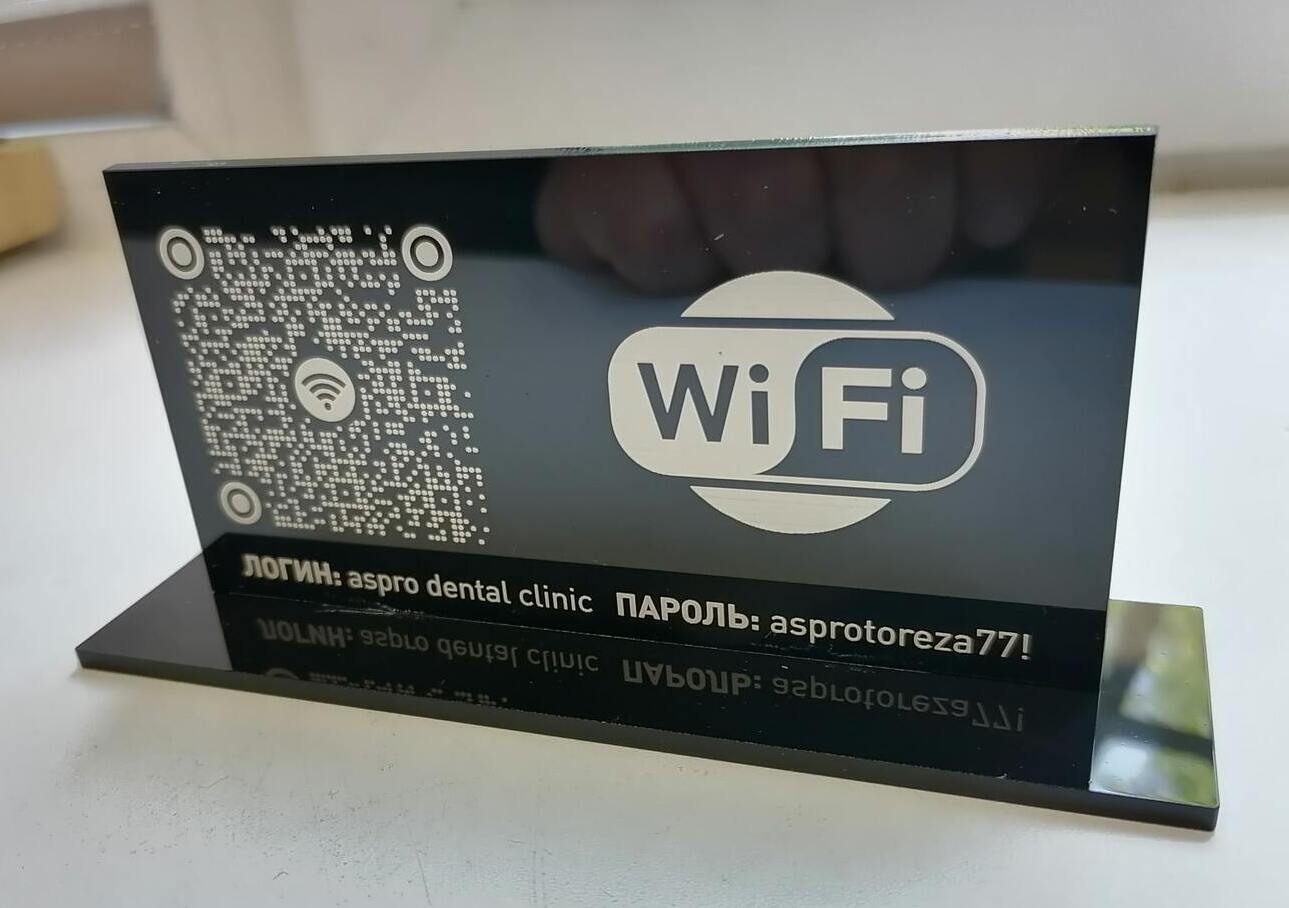 WiFi
ЛОГИН: aspro dental clinic ПАРОЛЬ: asprotoreza77!